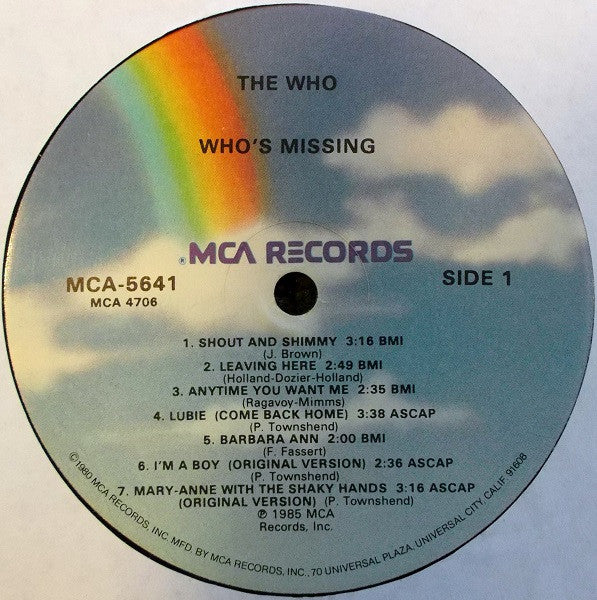 THE WHO
WHO'S MISSING
®MCA RECORDS
MCA-5641
MCA 4706
SIDE 1
1. SHOUT AND SHIMMY 3:16 BMI
(J. Brown)
2. LEAVING HERE 2:49 BMI
(Holland-Dozier-Holland)
3. ANYTIME YOU WANT ME 2:35 BMI
(Ragavoy-Mimms)
4. LUBIE (COME BACK HOME) 3:38 ASCAP
(P. Townshend)
5. BARBARA ANN 2:00 BMI
(F. Fassert)
6. I'M A BOY (ORIGINAL VERSION) 2:36 ASCAP
(P. Townshend)
7. MARY-ANNE WITH THE SHAKY HANDS 3:16 ASCAP
(ORIGINAL VERSION) (P. Townshend)
℗ 1985 MCA
Records, Inc.
©1980 MCA RECORDS, INC. MFD. BY MCA RECORDS, INC., 70 UNIVERSAL PLAZA, UNIVERSAL CITY, CALIF. 91608